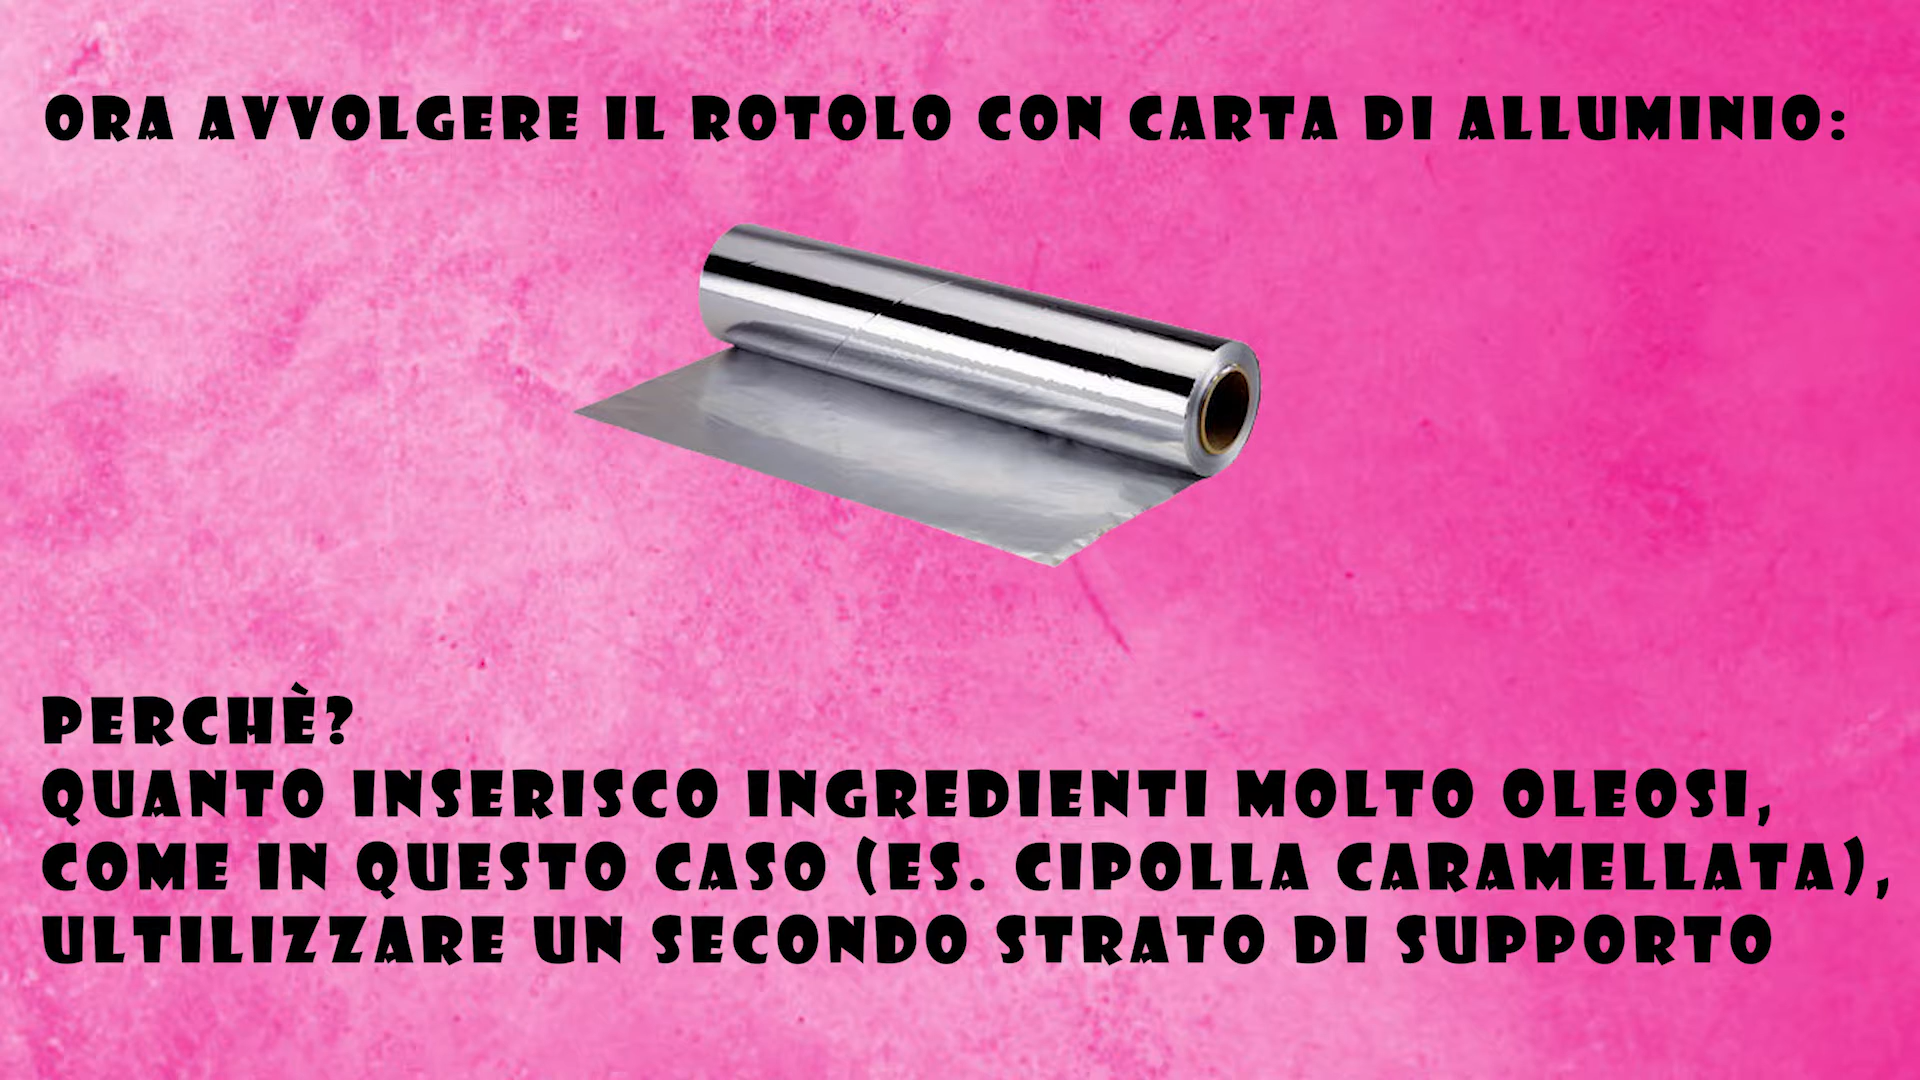 ORA AVVOLGERE IL ROTOLO CON CARTA DI ALLUMINIO:
PERCHÈ?
QUANTO INSERISCO INGREDIENTI MOLTO OLEOSI,
COME IN QUESTO CASO (ES. CIPOLLA CARAMELLATA),
ULTILIZZARE UN SECONDO STRATO DI SUPPORTO